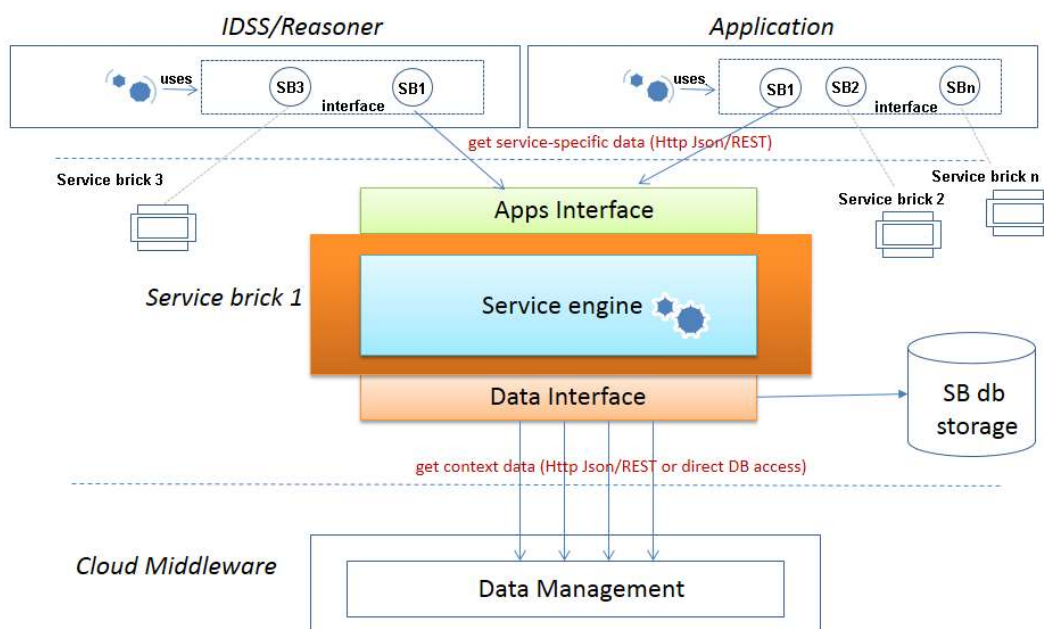 IDSS/Reasoner
Application
uses
SB3
SB1
interface
uses
SB1
SB2
SBn
interface
get service-specific data (Http Json/REST)
Service brick 3
Service brick n
Service brick 2
Apps Interface
Service brick 1
Service engine
Data Interface
SB db
storage
get context data (Http Json/REST or direct DB access)
Cloud Middleware
Data Management